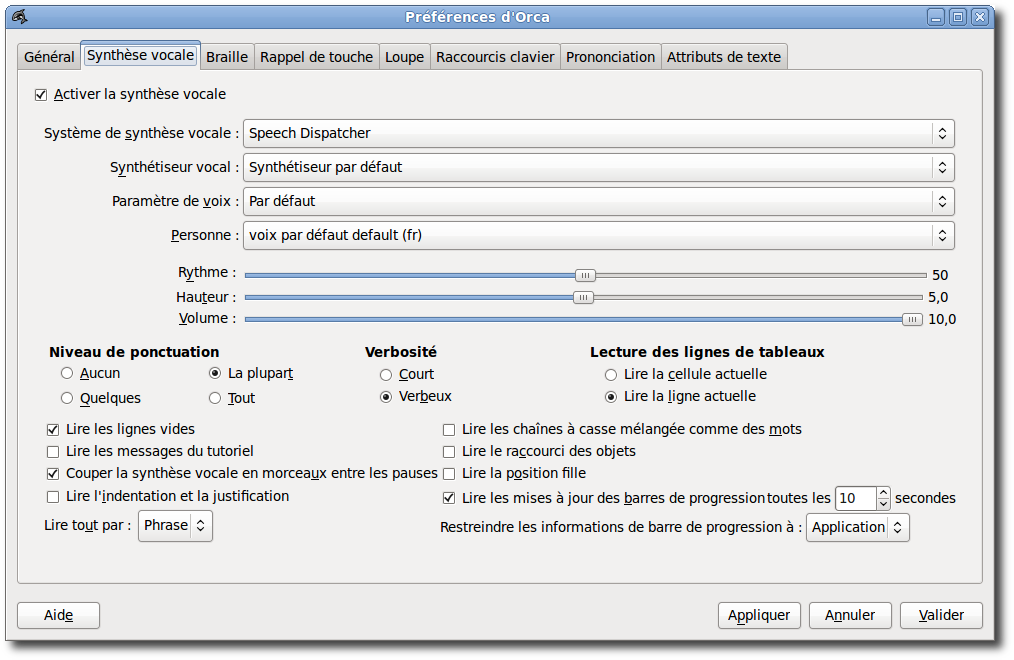 Préférences d'Orca
Général Synthèse vocale Braille Rappel de touche Loupe Raccourcis clavier Prononciation Attributs de texte
Activer la synthèse vocale
Système de synthèse vocale : Speech Dispatcher
Synthétiseur vocal : Synthétiseur par défaut
Paramètre de voix : Par défaut
Personne : voix par défaut default (fr)
Rythme : 50
Hauteur : 5,0
Volume : 10,0
Niveau de ponctuation Verbosité Lecture des lignes de tableaux
Aucun La plupart Court Lire la cellule actuelle
Quelques Tout Verbeux Lire la ligne actuelle
Lire les lignes vides Lire les chaînes à casse mélangée comme des mots
Lire les messages du tutoriel Lire le raccourci des objets
Couper la synthèse vocale en morceaux entre les pauses Lire la position fille
Lire l'indentation et la justification Lire les mises à jour des barres de progression toutes les 10 secondes
Lire tout par : Phrase Restreindre les informations de barre de progression à : Application
Aide Appliquer Annuler Valider